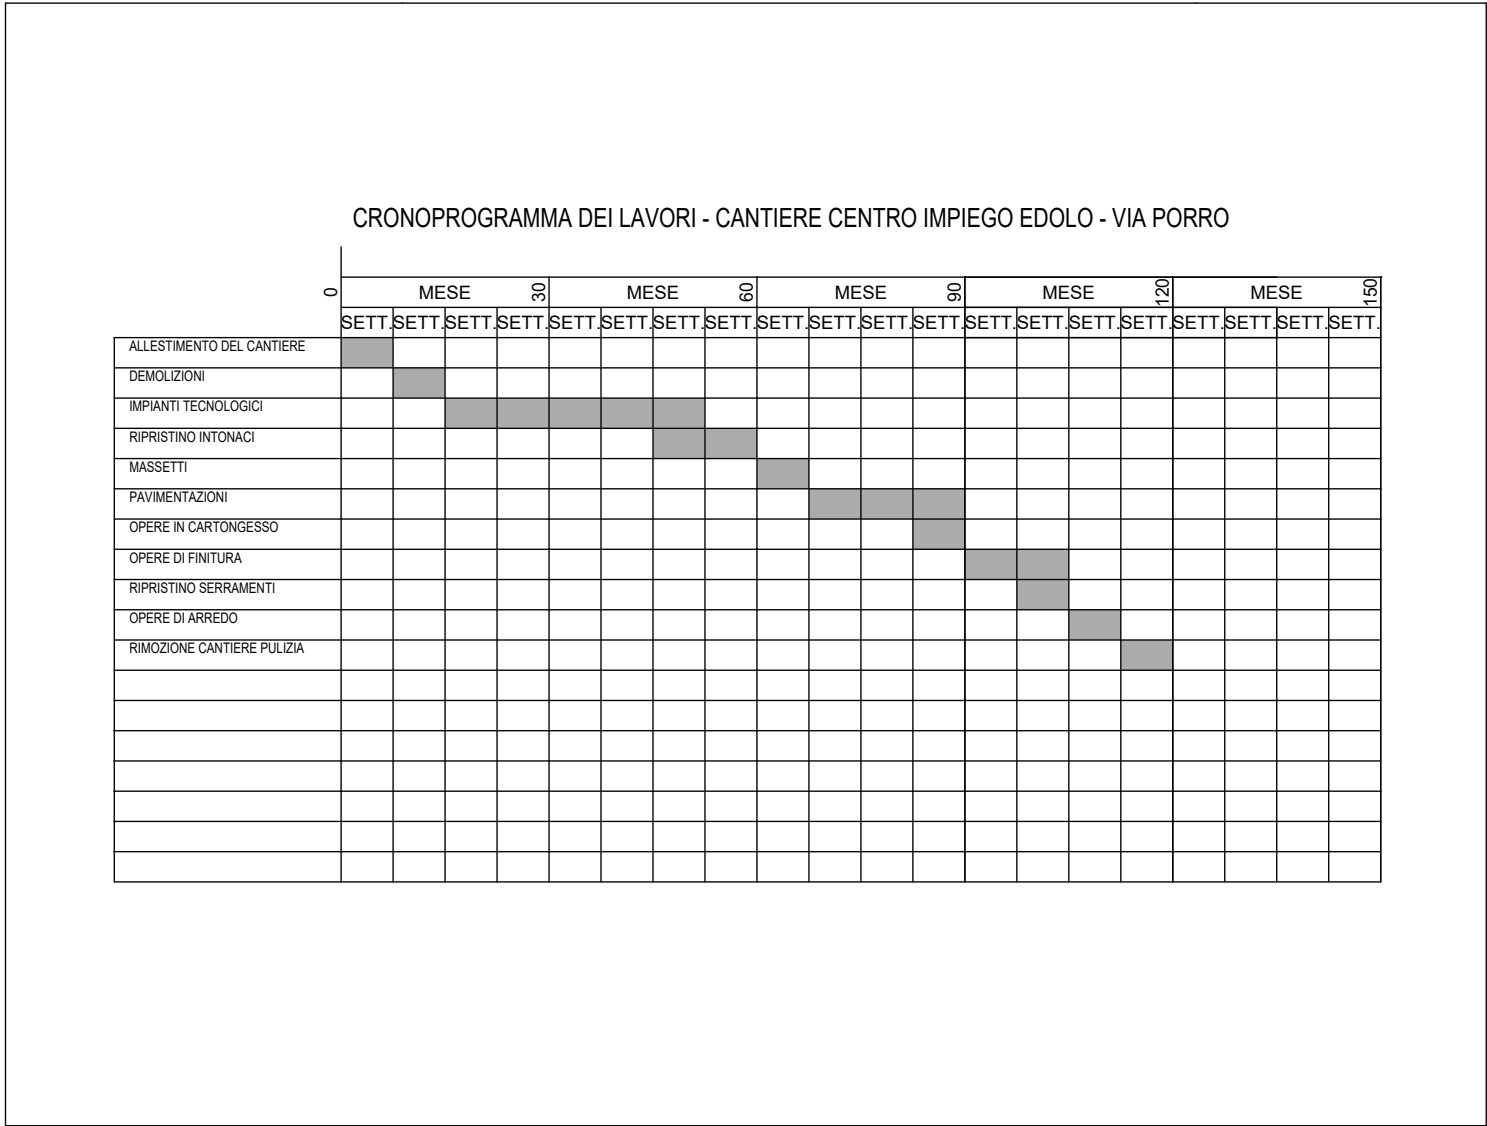 CRONOPROGRAMMA DEI LAVORI - CANTIERE CENTRO IMPIEGO EDOLO - VIA PORRO
0 MESE 30 MESE 60 MESE 90 MESE 120 MESE 150
SETT. SETT. SETT. SETT. SETT. SETT. SETT. SETT. SETT. SETT. SETT. SETT. SETT. SETT. SETT. SETT. SETT. SETT. SETT. SETT.
ALLESTIMENTO DEL CANTIERE
DEMOLIZIONI
IMPIANTI TECNOLOGICI
RIPRISTINO INTONACI
MASSETTI
PAVIMENTAZIONI
OPERE IN CARTONGESSO
OPERE DI FINITURA
RIPRISTINO SERRAMENTI
OPERE DI ARREDO
RIMOZIONE CANTIERE PULIZIA